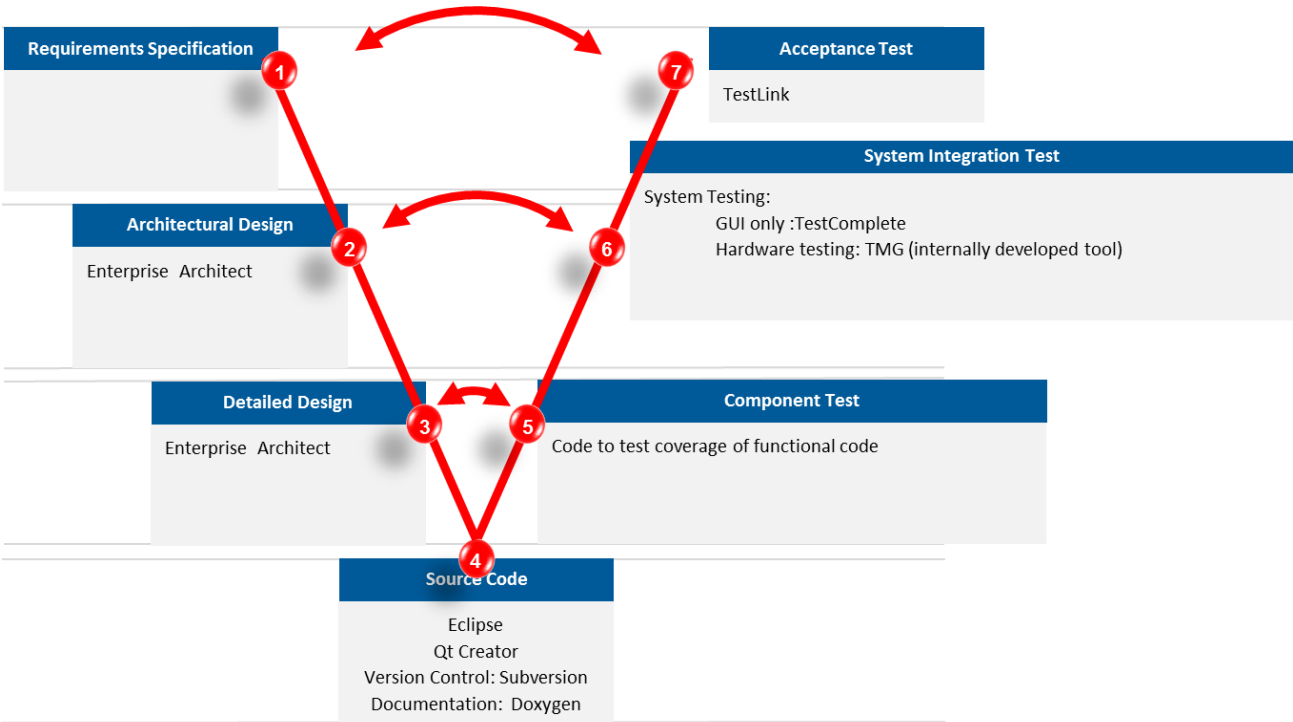 Requirements Specification
1
7
Acceptance Test
TestLink
System Integration Test
System Testing:
GUI only :TestComplete
Hardware testing: TMG (internally developed tool)
Architectural Design
2
6
Enterprise Architect
Detailed Design
3
5
Component Test
Enterprise Architect
Code to test coverage of functional code
4
Source Code
Eclipse
Qt Creator
Version Control: Subversion
Documentation: Doxygen